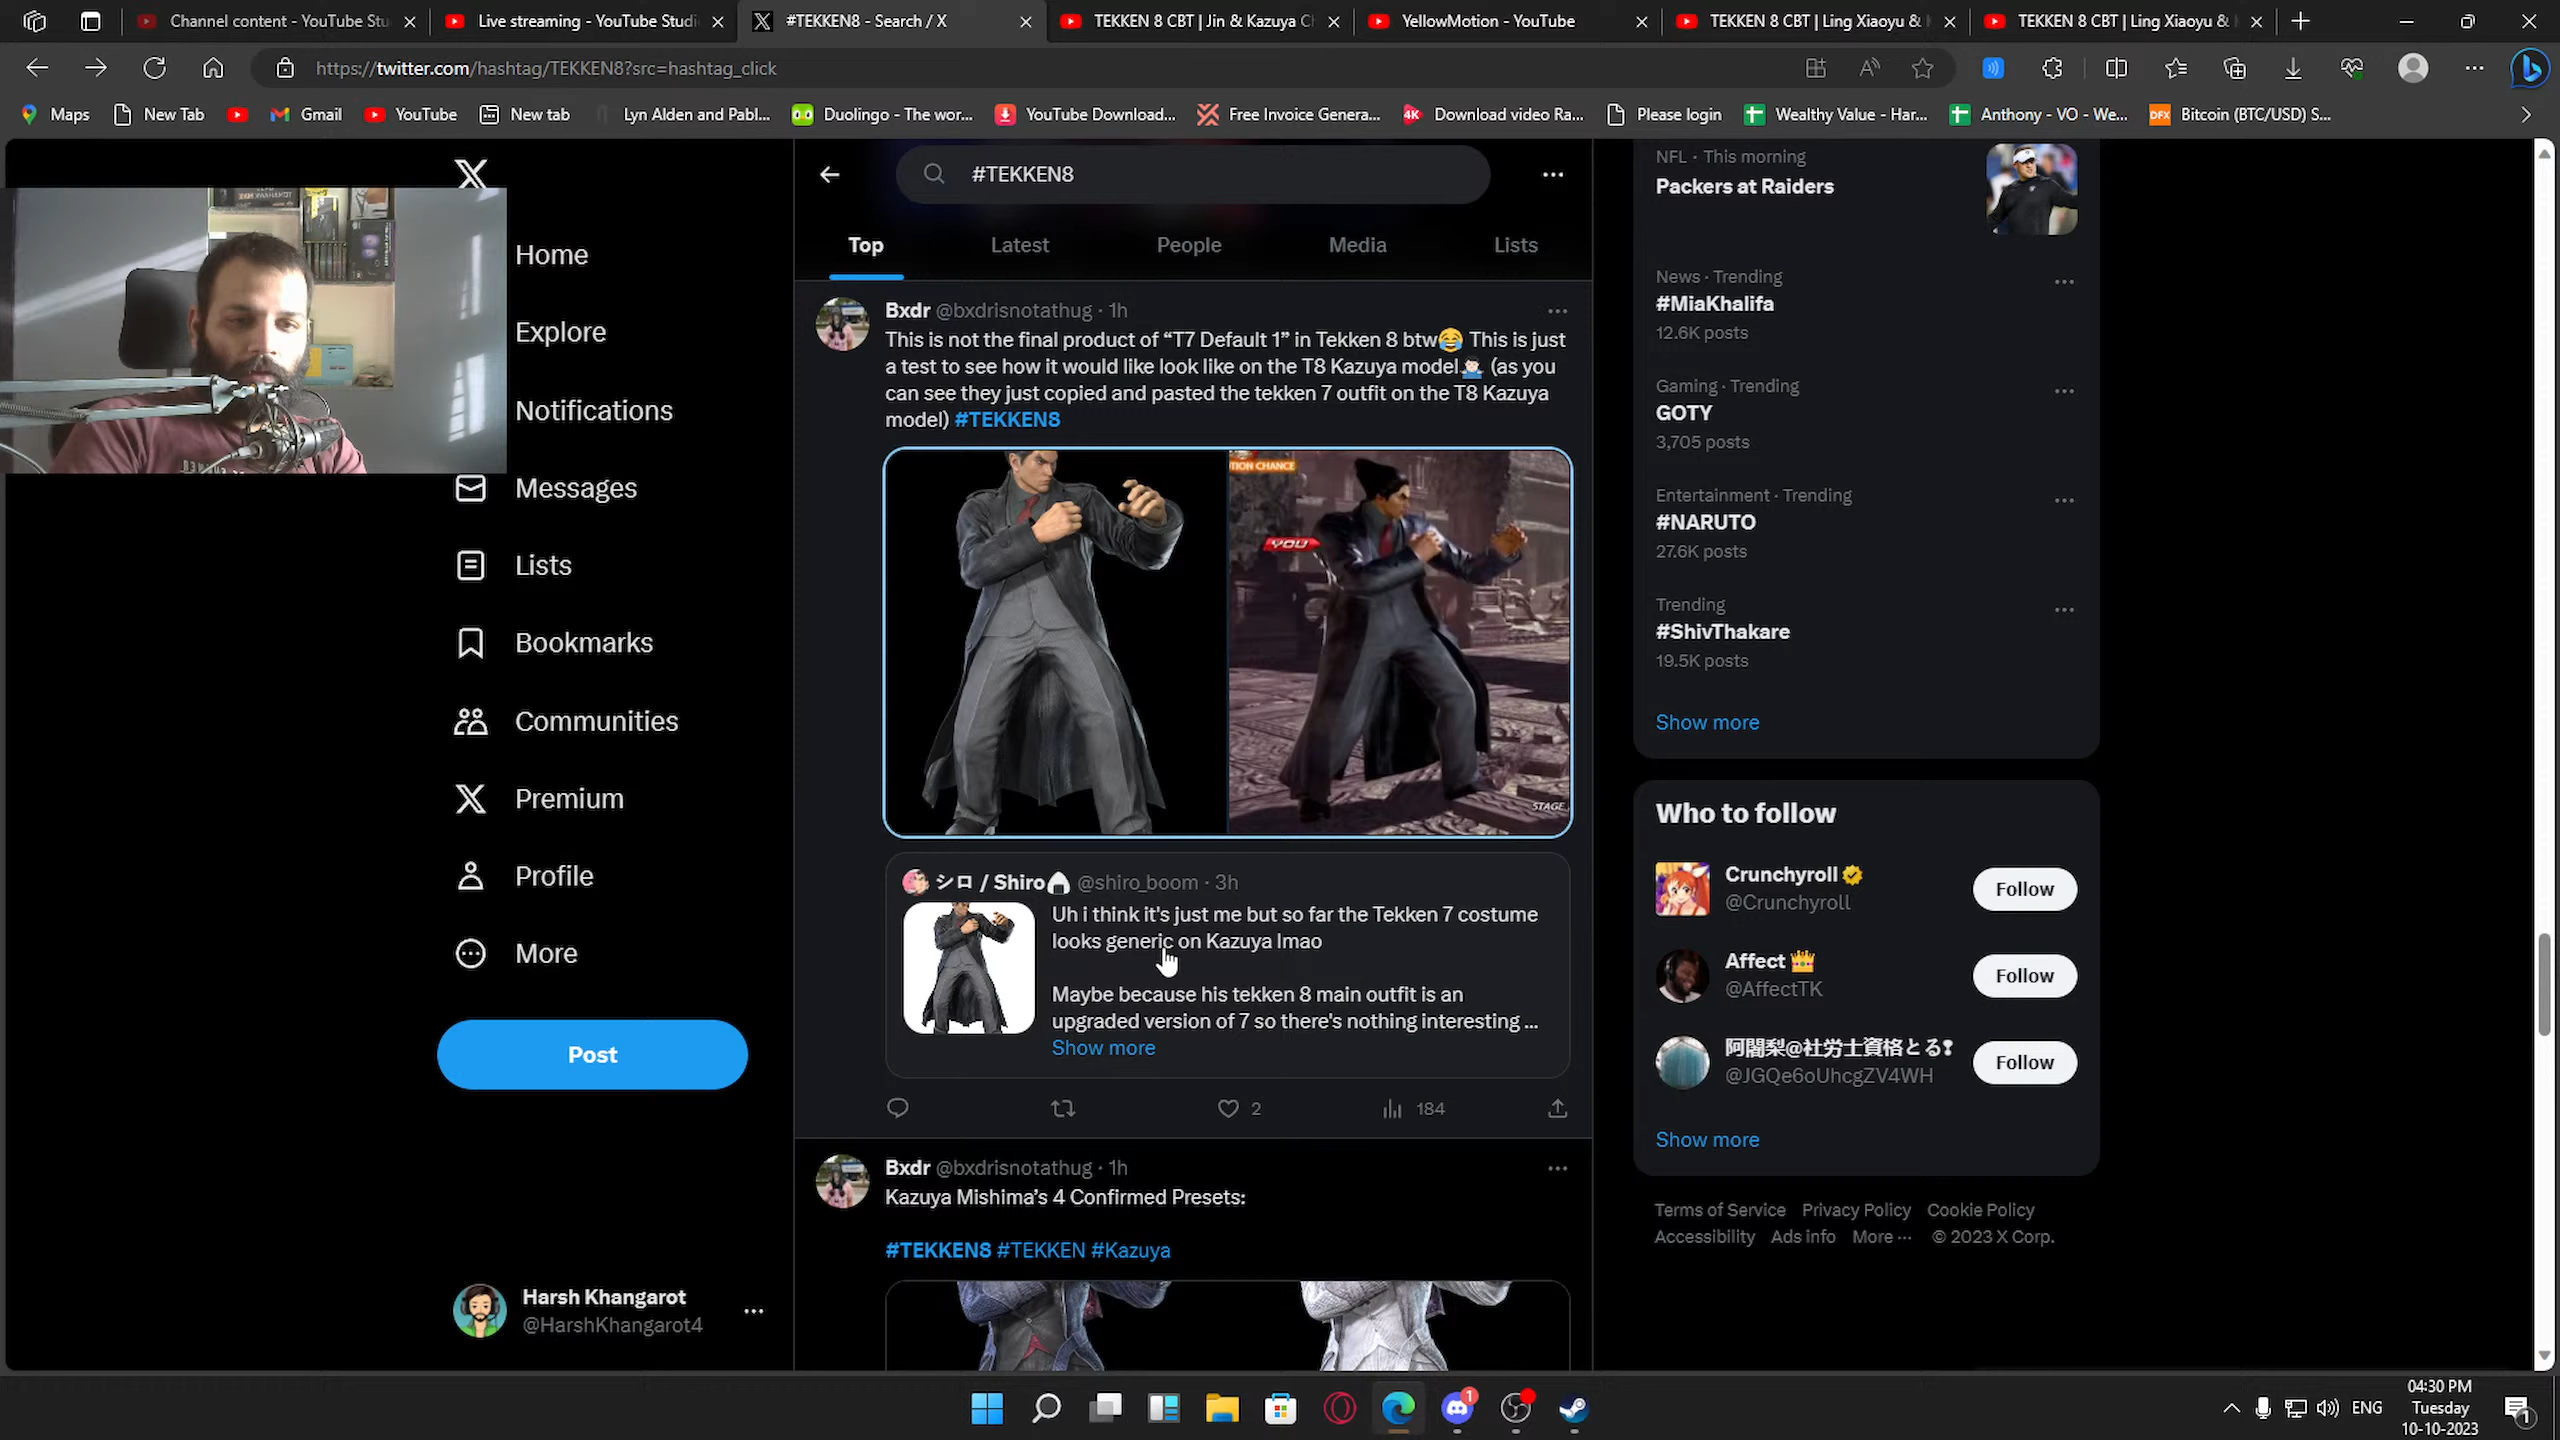 Channel content - YouTube Stu
Live streaming - YouTube Studi
#TEKKEN8 - Search / X
TEKKEN 8 CBT | Jin & Kazuya C
YellowMotion - YouTube
TEKKEN 8 CBT | Ling Xiaoyu &
TEKKEN 8 CBT | Ling Xiaoyu &
https://twitter.com/hashtag/TEKKEN8?src=hashtag_click
Maps
New Tab
Gmail
YouTube
New tab
Lyn Alden and Pabl...
Duolingo - The wor...
YouTube Download...
Free Invoice Genera...
4K
Download video Ra...
Please login
Wealthy Value - Har...
Anthony - VO - We...
DFX
Bitcoin (BTC/USD) S...
Home
Explore
Notifications
Messages
Lists
Bookmarks
Communities
Premium
Profile
More
Post
Harsh Khangarot
@HarshKhangarot4
#TEKKEN8
Top
Latest
People
Media
Lists
Bxdr @bxdrisnotathug · 1h
This is not the final product of “T7 Default 1” in Tekken 8 btw😂 This is just
a test to see how it would like look like on the T8 Kazuya model🤷🏻‍♂️ (as you
can see they just copied and pasted the tekken 7 outfit on the T8 Kazuya
model) #TEKKEN8
TION CHANCE
YOU
STAGE
シロ / Shiro🍙 @shiro_boom · 3h
Uh i think it's just me but so far the Tekken 7 costume
looks generic on Kazuya lmao
Maybe because his tekken 8 main outfit is an
upgraded version of 7 so there's nothing interesting ...
Show more
2
184
Bxdr @bxdrisnotathug · 1h
Kazuya Mishima’s 4 Confirmed Presets:
#TEKKEN8 #TEKKEN #Kazuya
NFL · This morning
Packers at Raiders
News · Trending
#MiaKhalifa
12.6K posts
Gaming · Trending
GOTY
3,705 posts
Entertainment · Trending
#NARUTO
27.6K posts
Trending
#ShivThakare
19.5K posts
Show more
Who to follow
Crunchyroll
@Crunchyroll
Follow
Affect 👑
@AffectTK
Follow
阿闍梨@社労士資格とる❢
@JGQe6oUhcgZV4WH
Follow
Show more
Terms of Service Privacy Policy Cookie Policy
Accessibility Ads info More ··· © 2023 X Corp.
1
ENG
04:30 PM
Tuesday
10-10-2023
1